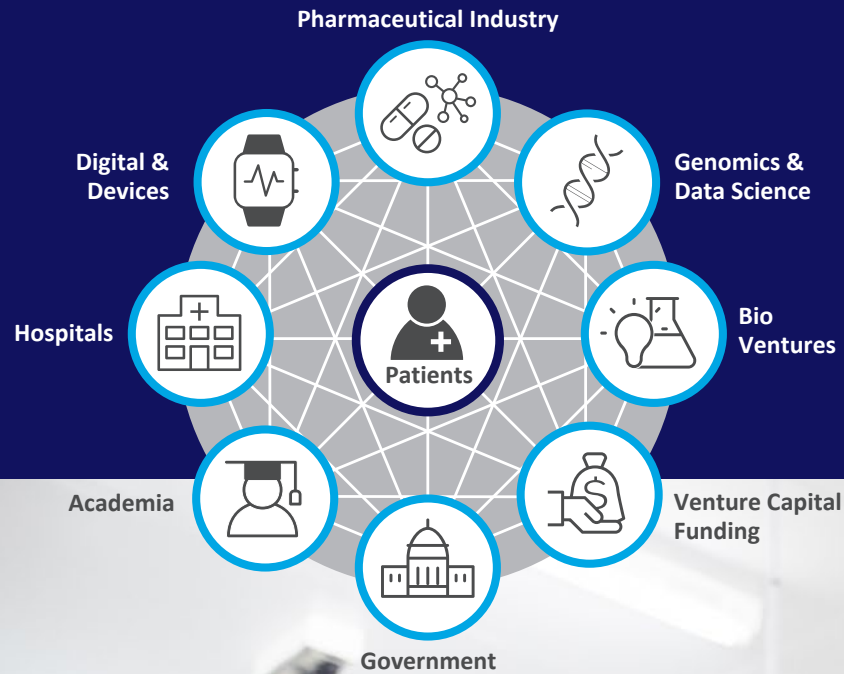 Pharmaceutical Industry
Digital &
Devices
Genomics &
Data Science
Hospitals
Patients
Bio
Ventures
Academia
$
Venture Capital
Funding
Government